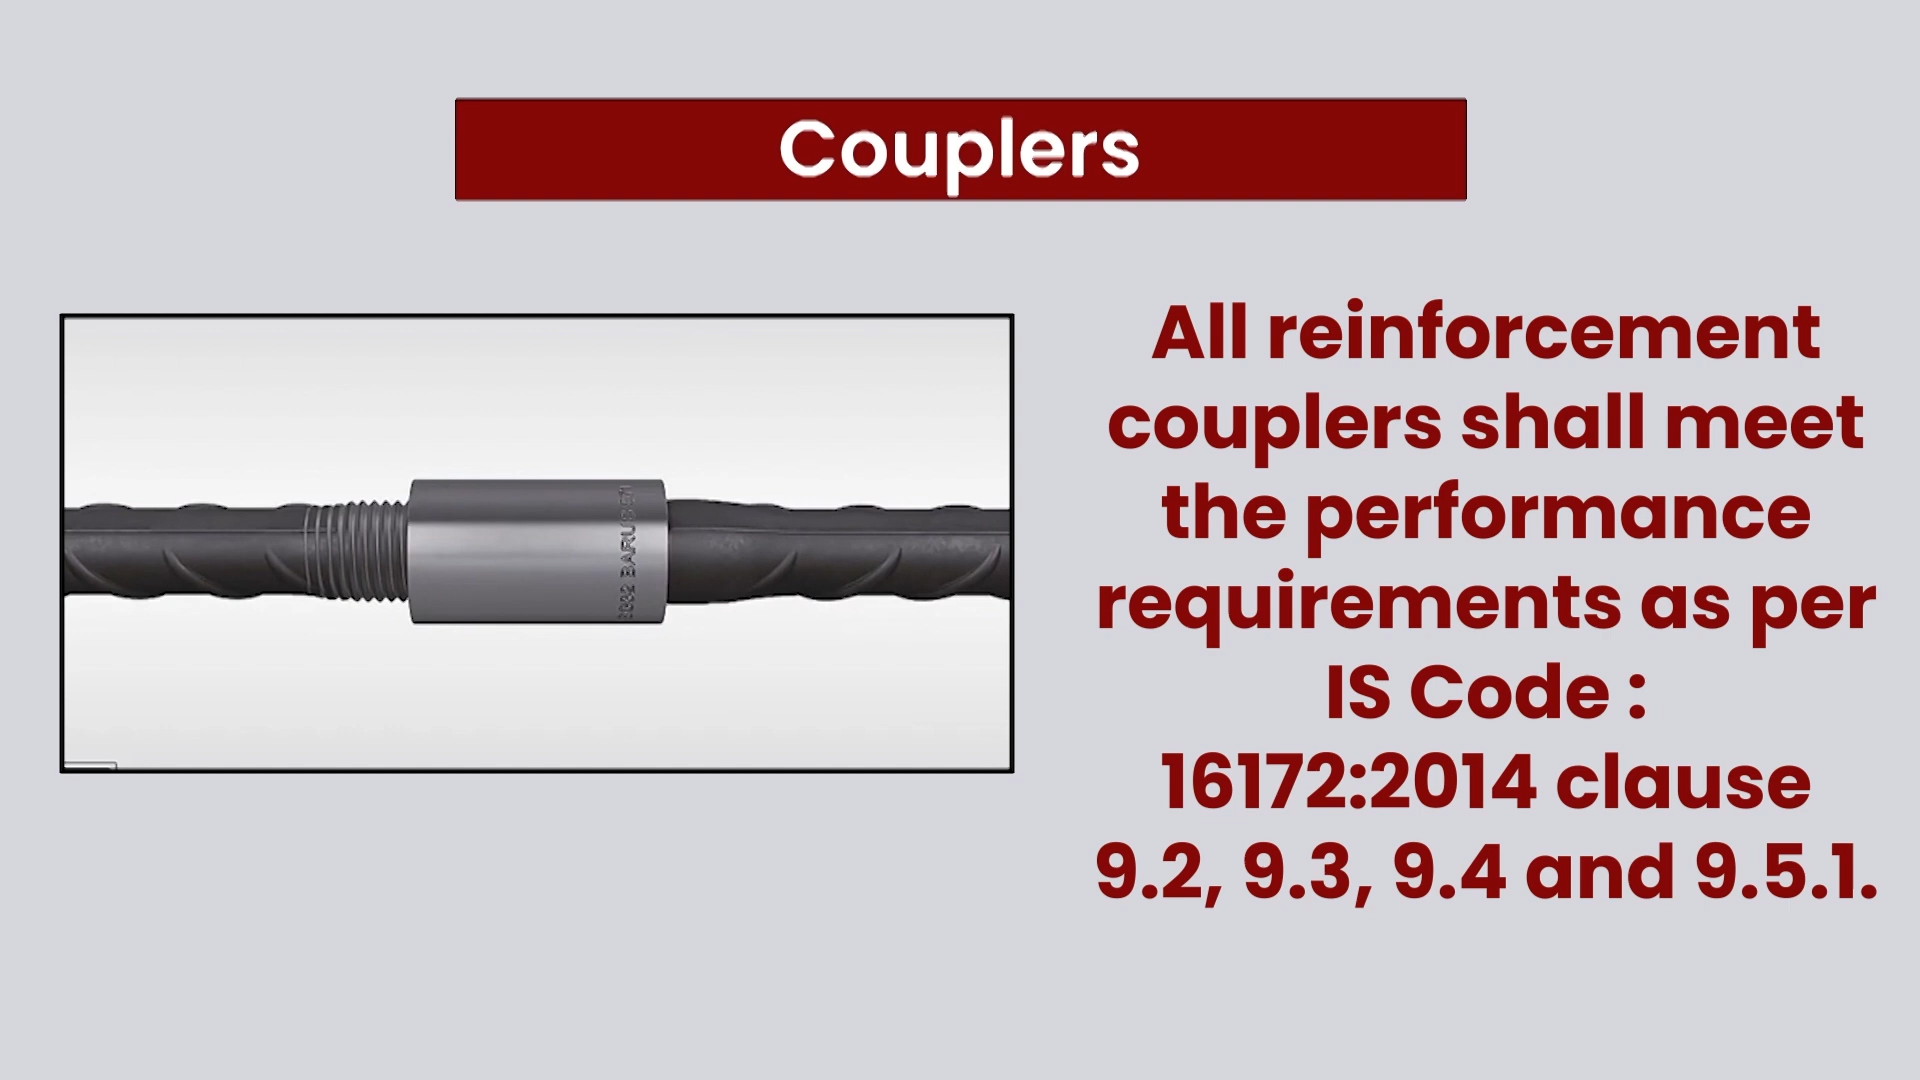 Couplers
All reinforcement
couplers shall meet
the performance
requirements as per
IS Code :
16172:2014 clause
9.2, 9.3, 9.4 and 9.5.1.